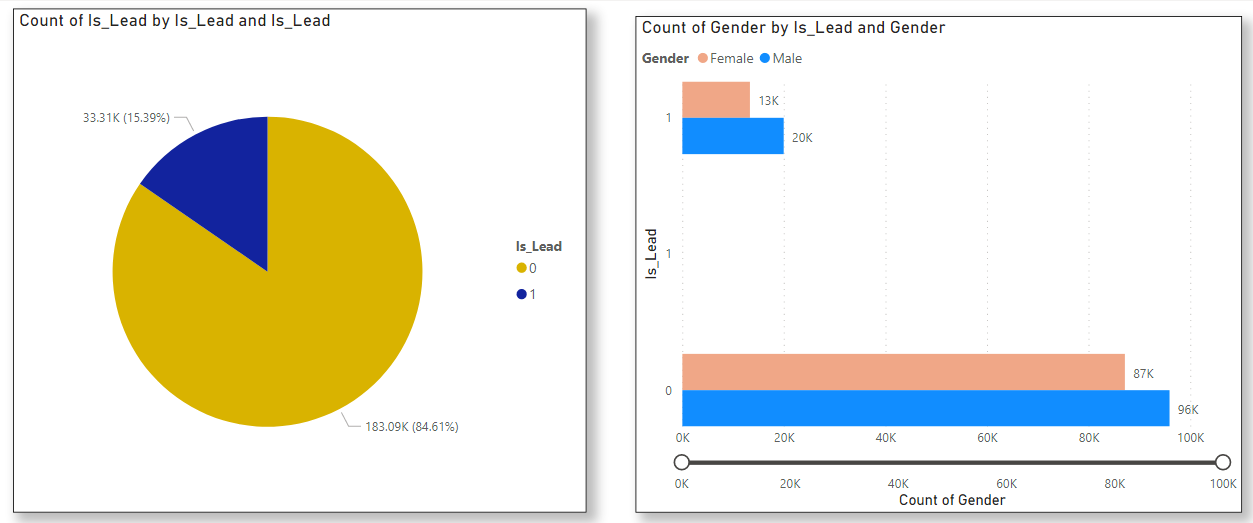 Count of Is_Lead by Is_Lead and Is_Lead
33.31K (15.39%)
183.09K (84.61%)
Is_Lead
0
1
Count of Gender by Is_Lead and Gender
Gender Female Male
1
13K
20K
Is_Lead
1
0
87K
96K
0K 20K 40K 60K 80K 100K
0K 20K 40K 60K 80K 100K
Count of Gender